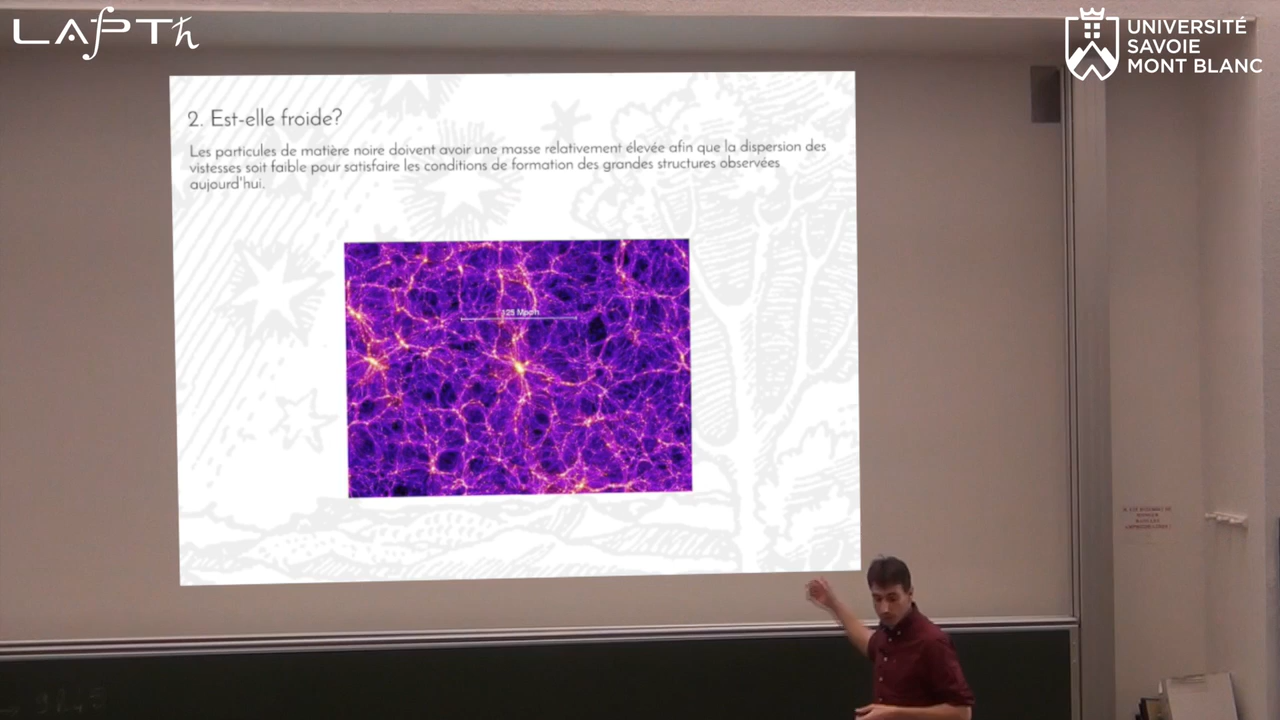 LAPTh
UNIVERSITÉ
SAVOIE
MONT BLANC
2. Est-elle froide?
Les particules de matière noire doivent avoir une masse relativement élevée afin que la dispersion des
vistesses soit faible pour satisfaire les conditions de formation des grandes structures observées
aujourd'hui.
125 Mpc/h